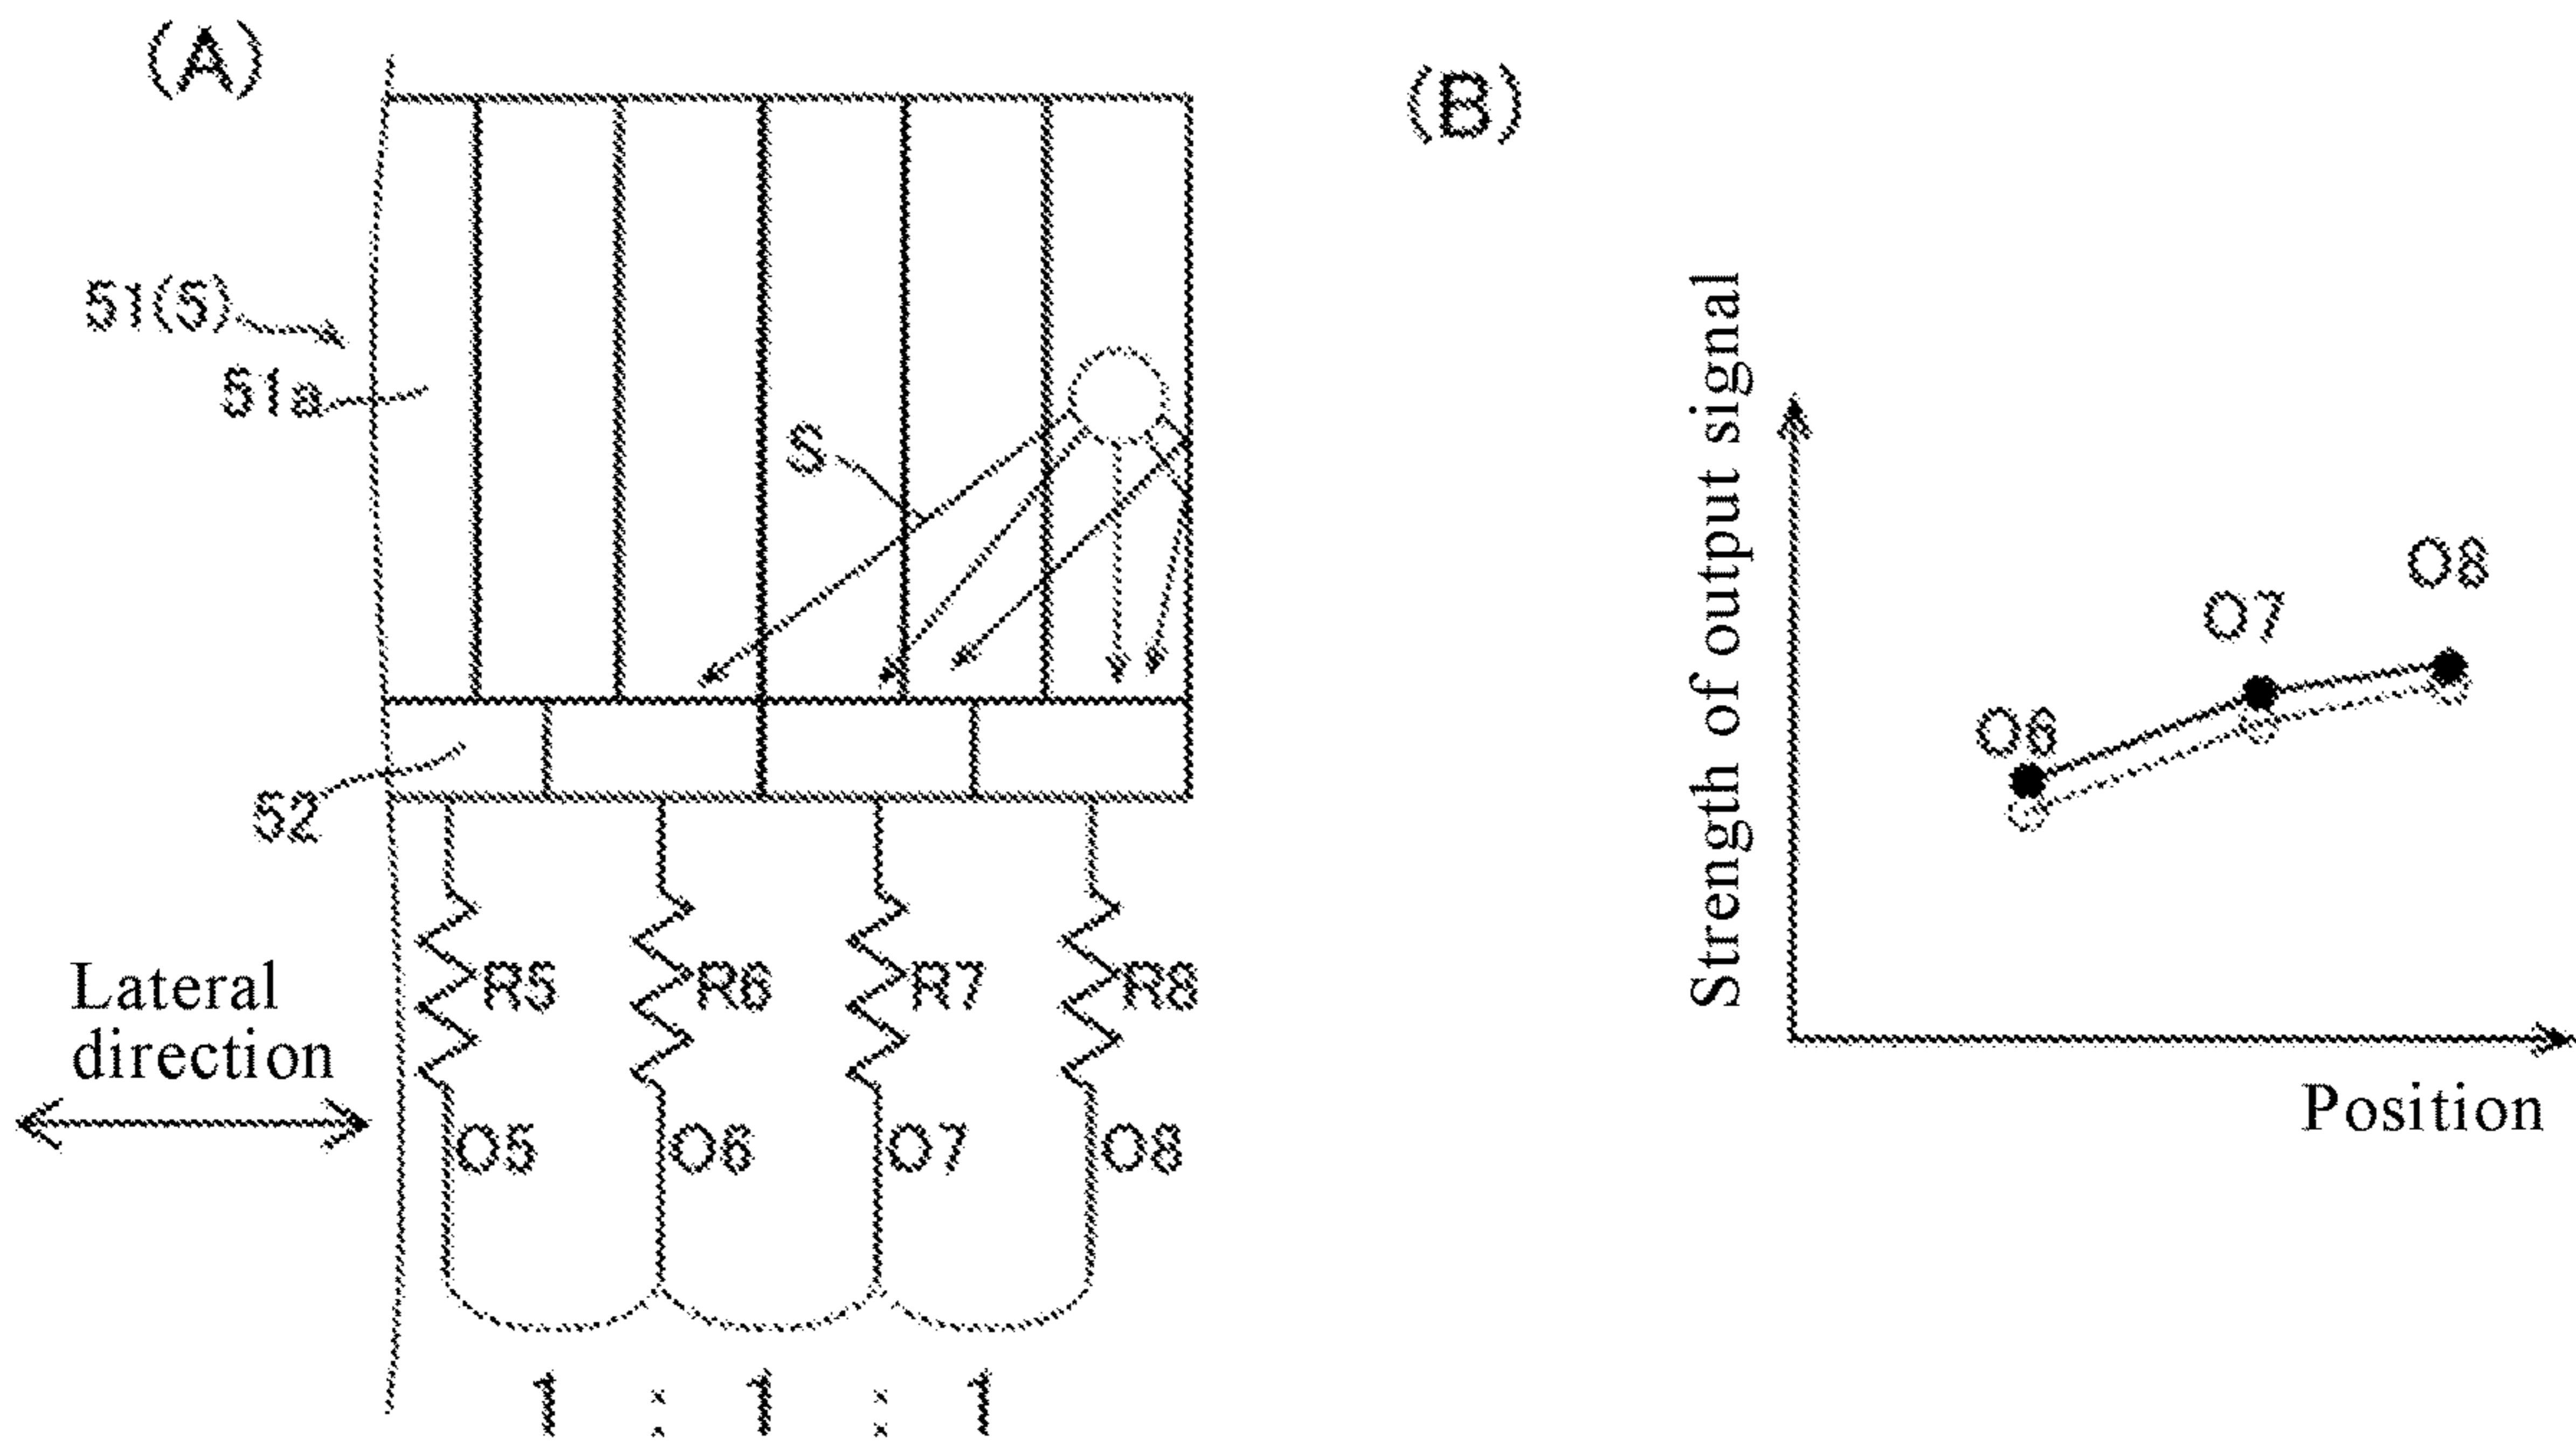 (A)
(B)
51(5)
51a
S
52
R5 R6 R7 R8
Lateral
direction
O5 O6 O7 O8
1 : 1 : 1
Strength of output signal
O6
O7
O8
Position